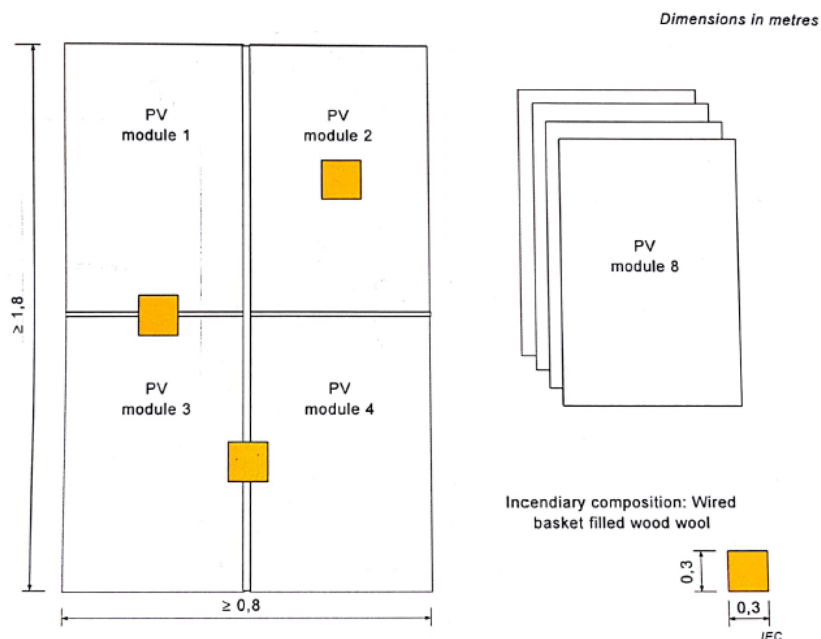 Dimensions in metres
PV
module 1
PV
module 2
≥ 1,8
PV
module 3
PV
module 4
≥ 0,8
PV
module 8
Incendiary composition: Wired
basket filled wood wool
0,3
0,3
IEC